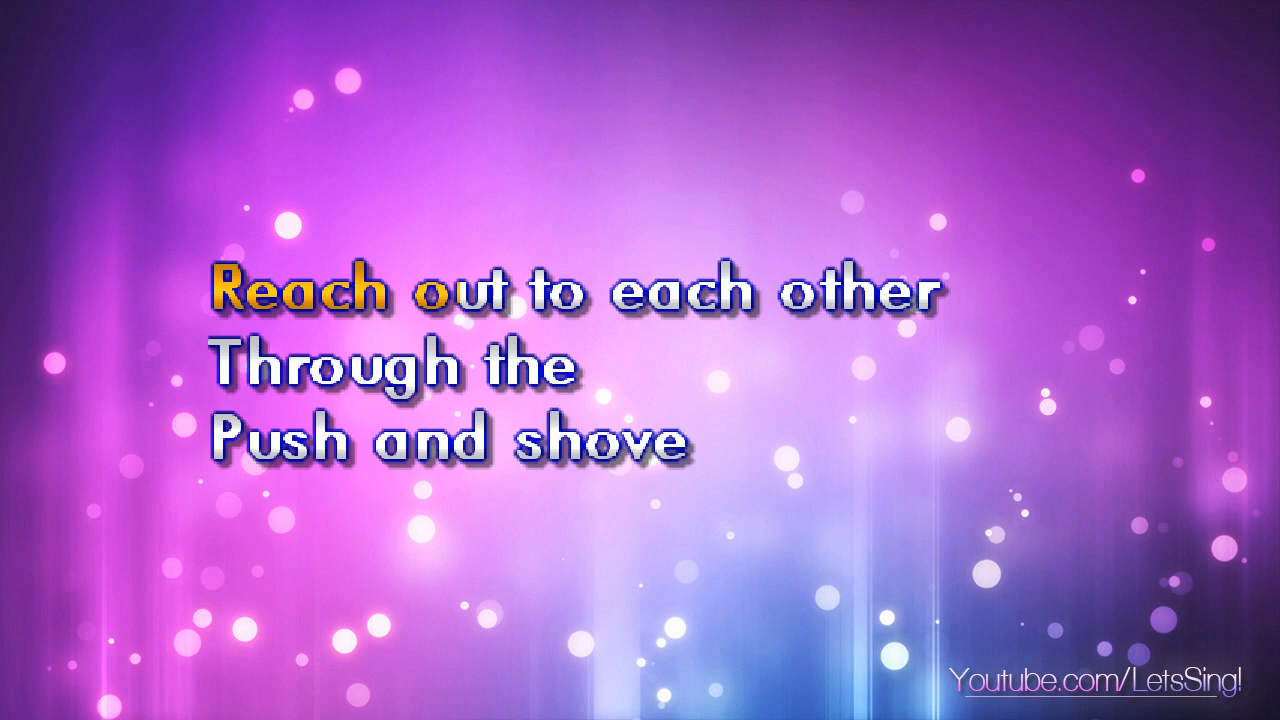 Reach out to each other
Through the
Push and shove
Youtube.com/LetsSing!